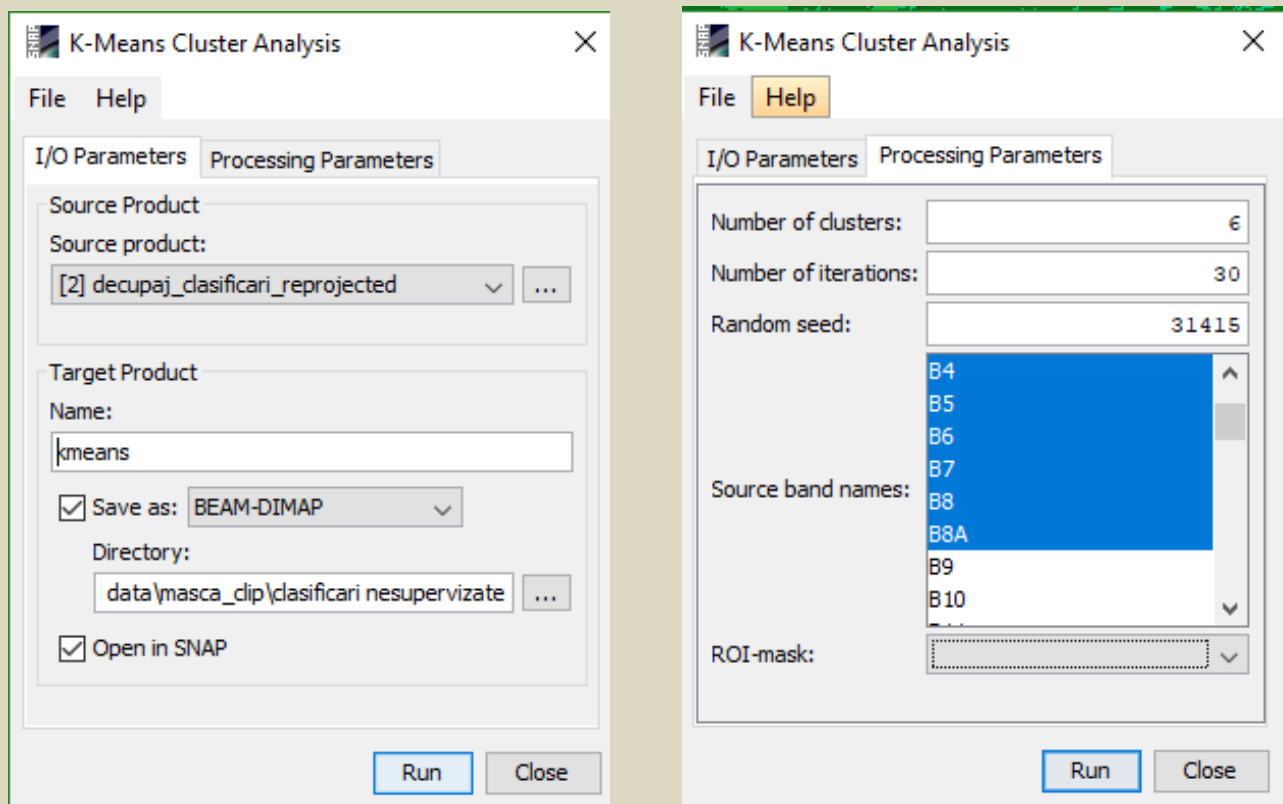 SNAP
K-Means Cluster Analysis
File Help
I/O Parameters Processing Parameters
Source Product
Source product:
[2] decupaj_clasificari_reprojected
...
Target Product
Name:
kmeans
Save as: BEAM-DIMAP
Directory:
data\masca_clip\clasificari nesupervizate
...
Open in SNAP
Run Close
SNAP
K-Means Cluster Analysis
File Help
I/O Parameters Processing Parameters
Number of clusters: 6
Number of iterations: 30
Random seed: 31415
Source band names:
B4
B5
B6
B7
B8
B8A
B9
B10
ROI-mask:
Run Close